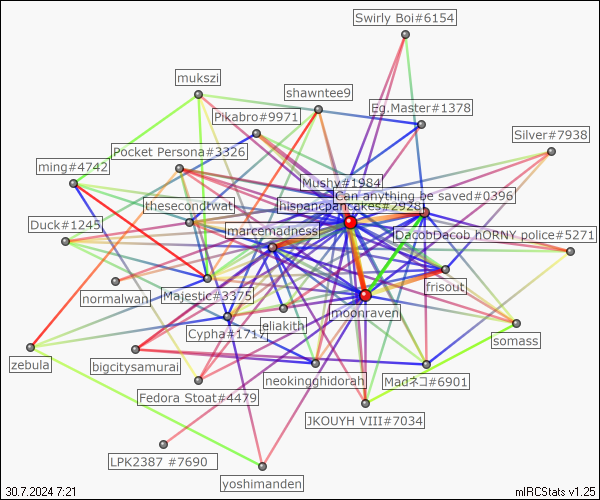 Swirly Boi#6154
mukszi
shawntee9
Eg.Master#1378
Pikabro#9971
Silver#7938
Pocket Persona#3326
ming#4742
Mushy#1984
Can anything be saved#0396
thesecondtwat
hispancpancakes#2928
Duck#1245
marcemadness
DacobDacob hORNY police#5271
normalwan
Majestic#3375
frisout
eliakith
moonraven
Cypha#1717
somass
zebula
bigcitysamurai
neokingghidorah
Madネコ#6901
Fedora Stoat#4479
JKOUYH VIII#7034
LPK2387 #7690
yoshimanden
30.7.2024 7:21
mIRCStats v1.25